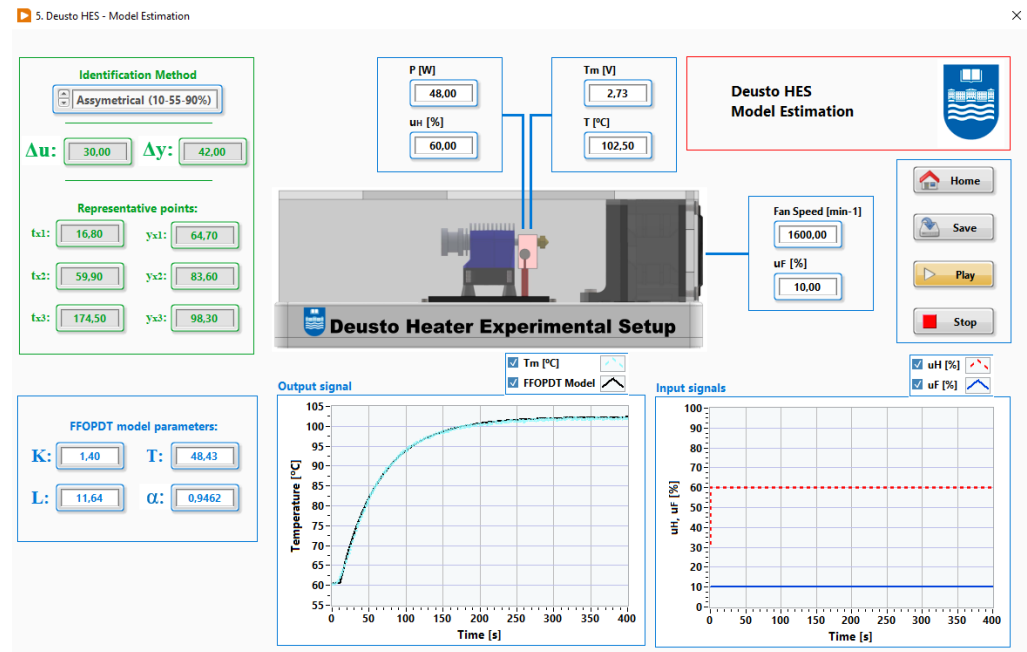 5. Deusto HES - Model Estimation
Identification Method
Assymetrical (10-55-90%)
Δu: 30,00 Δy: 42,00
Representative points:
tx1: 16,80 yx1: 64,70
tx2: 59,90 yx2: 83,60
tx3: 174,50 yx3: 98,30
FFOPDT model parameters:
K: 1,40 T: 48,43
L: 11,64 α: 0,9462
P [W]
48,00
uH [%]
60,00
Tm [V]
2,73
T [ºC]
102,50
Deusto HES
Model Estimation
Fan Speed [min-1]
1600,00
uF [%]
10,00
Home
Save
Play
Stop
Deusto Heater Experimental Setup
Output signal
Tm [ºC]
FFOPDT Model
105
100
95
90
85
80
75
70
65
60
55
Temperature [ºC]
0 50 100 150 200 250 300 350 400
Time [s]
Input signals
uH [%]
uF [%]
100
90
80
70
60
50
40
30
20
10
0
uH, uF [%]
0 50 100 150 200 250 300 350 400
Time [s]